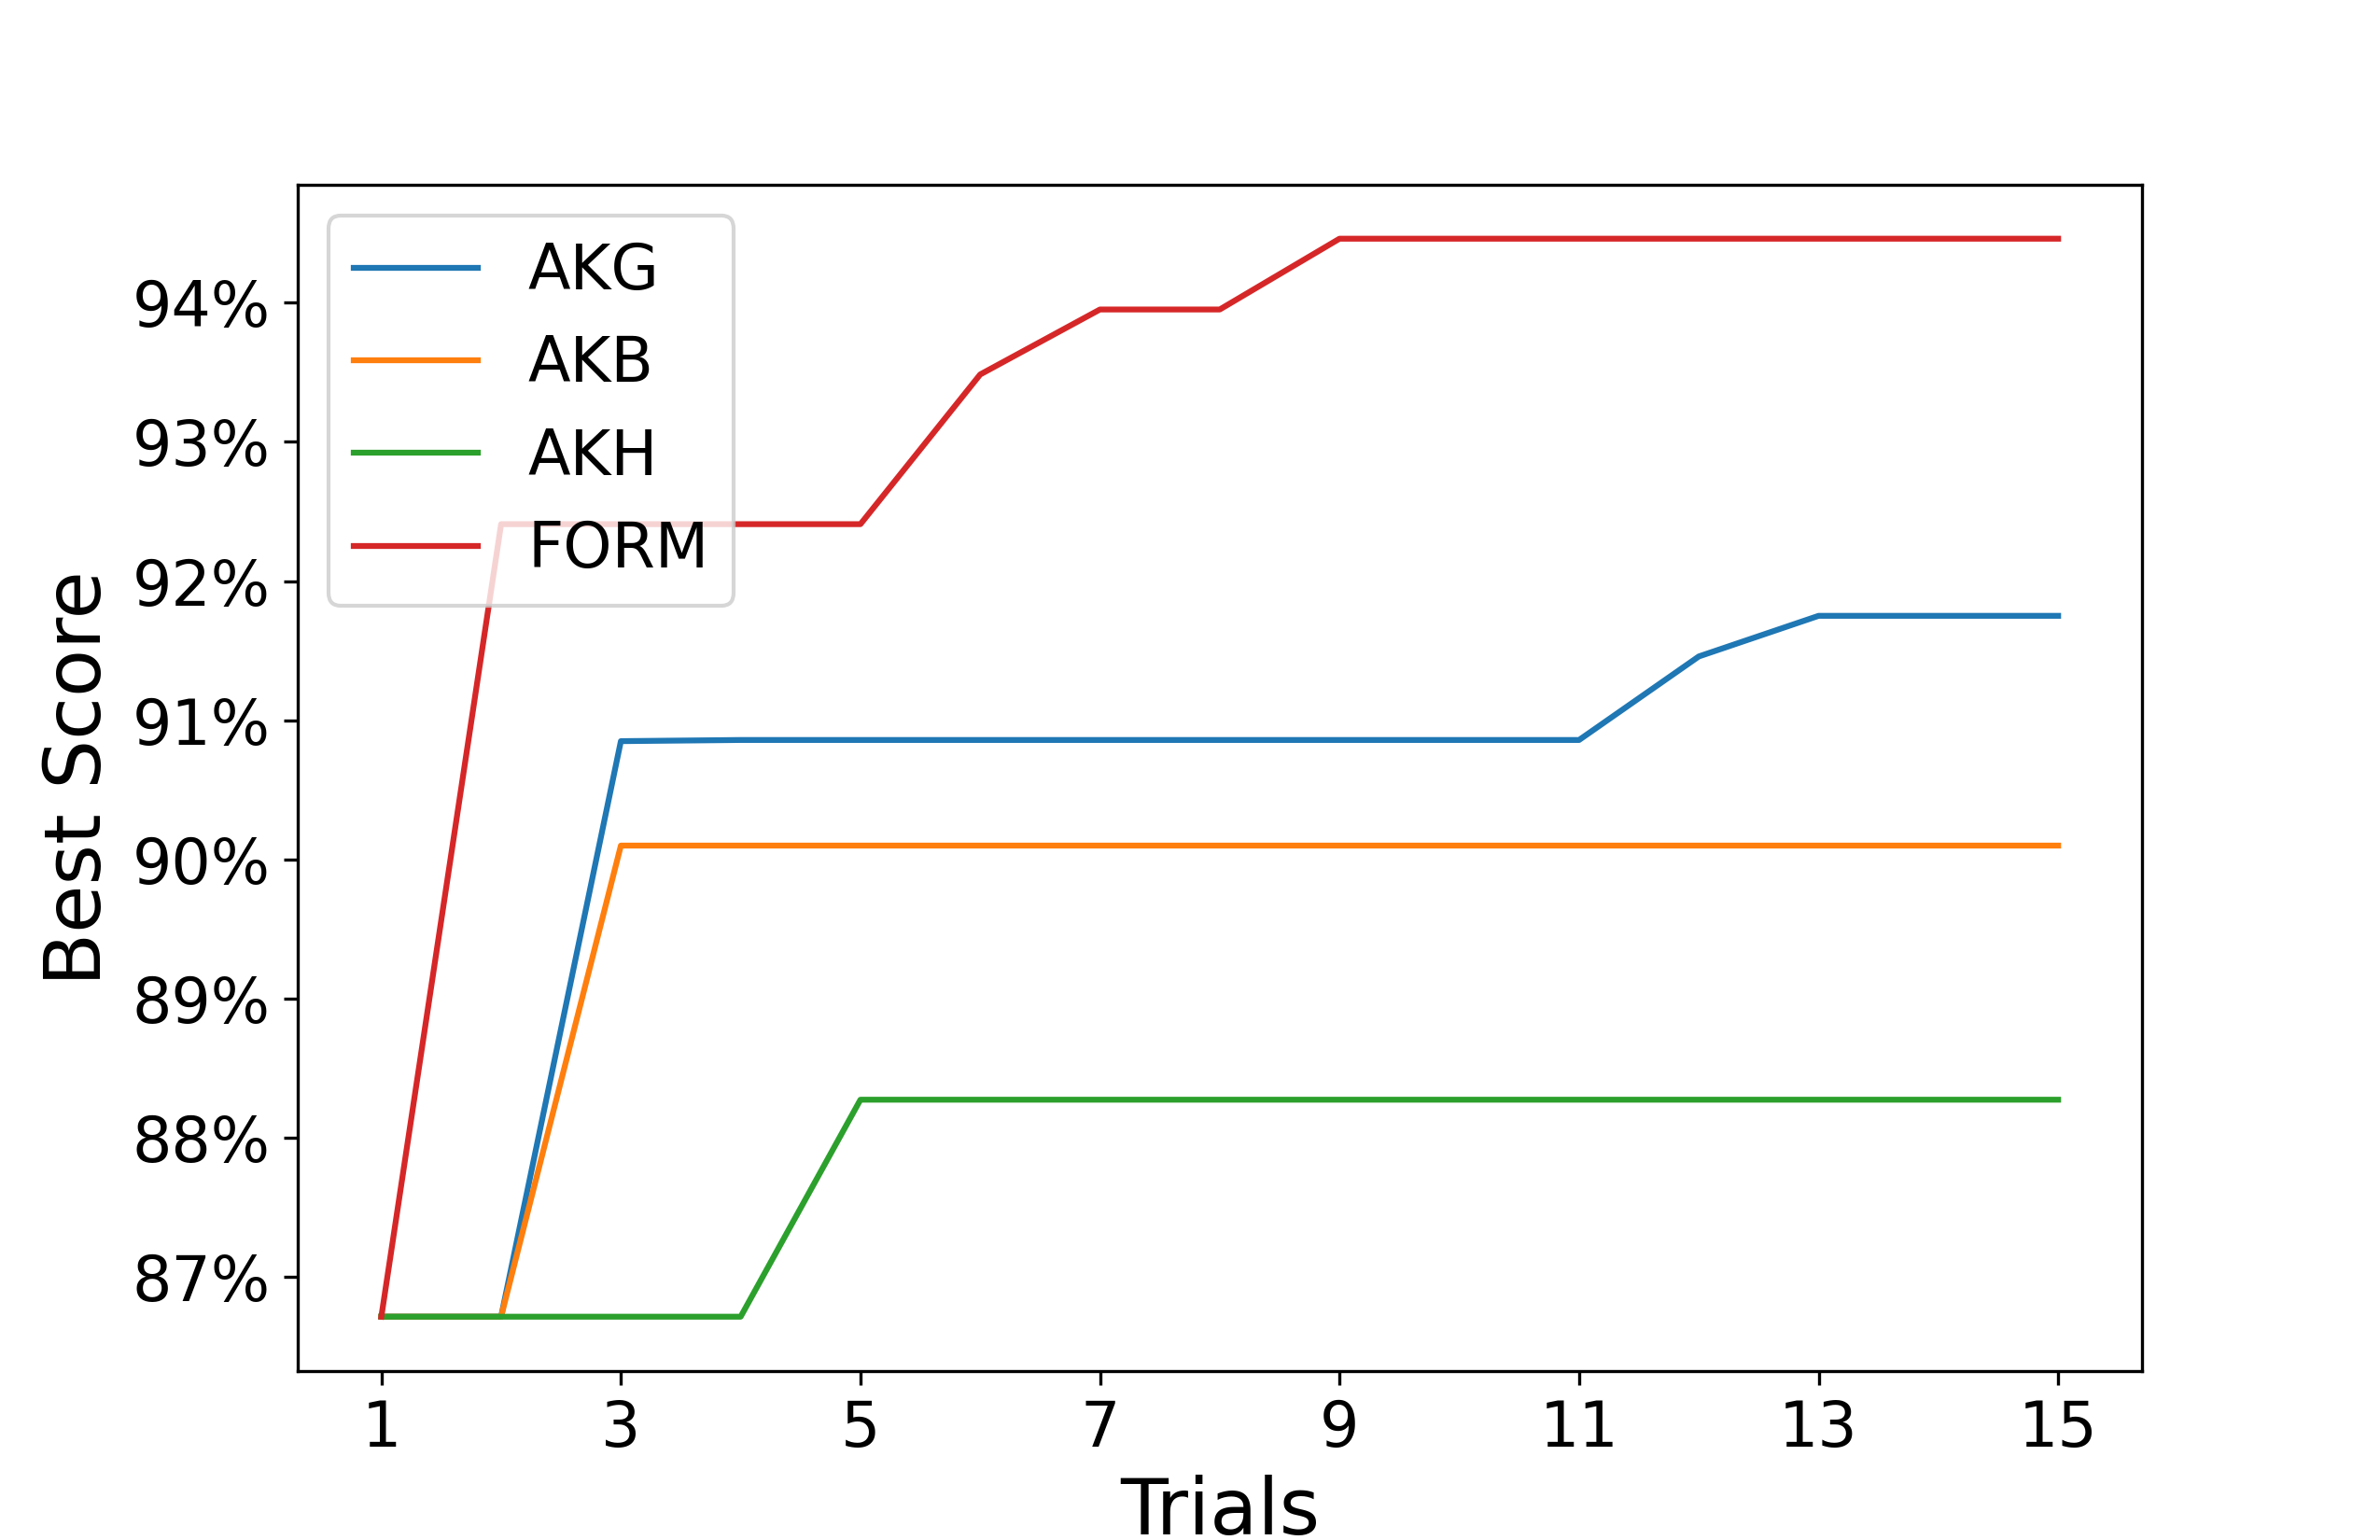 AKG
AKB
AKH
FORM
94%
93%
92%
91%
90%
89%
88%
87%
Best Score
1 3 5 7 9 11 13 15
Trials